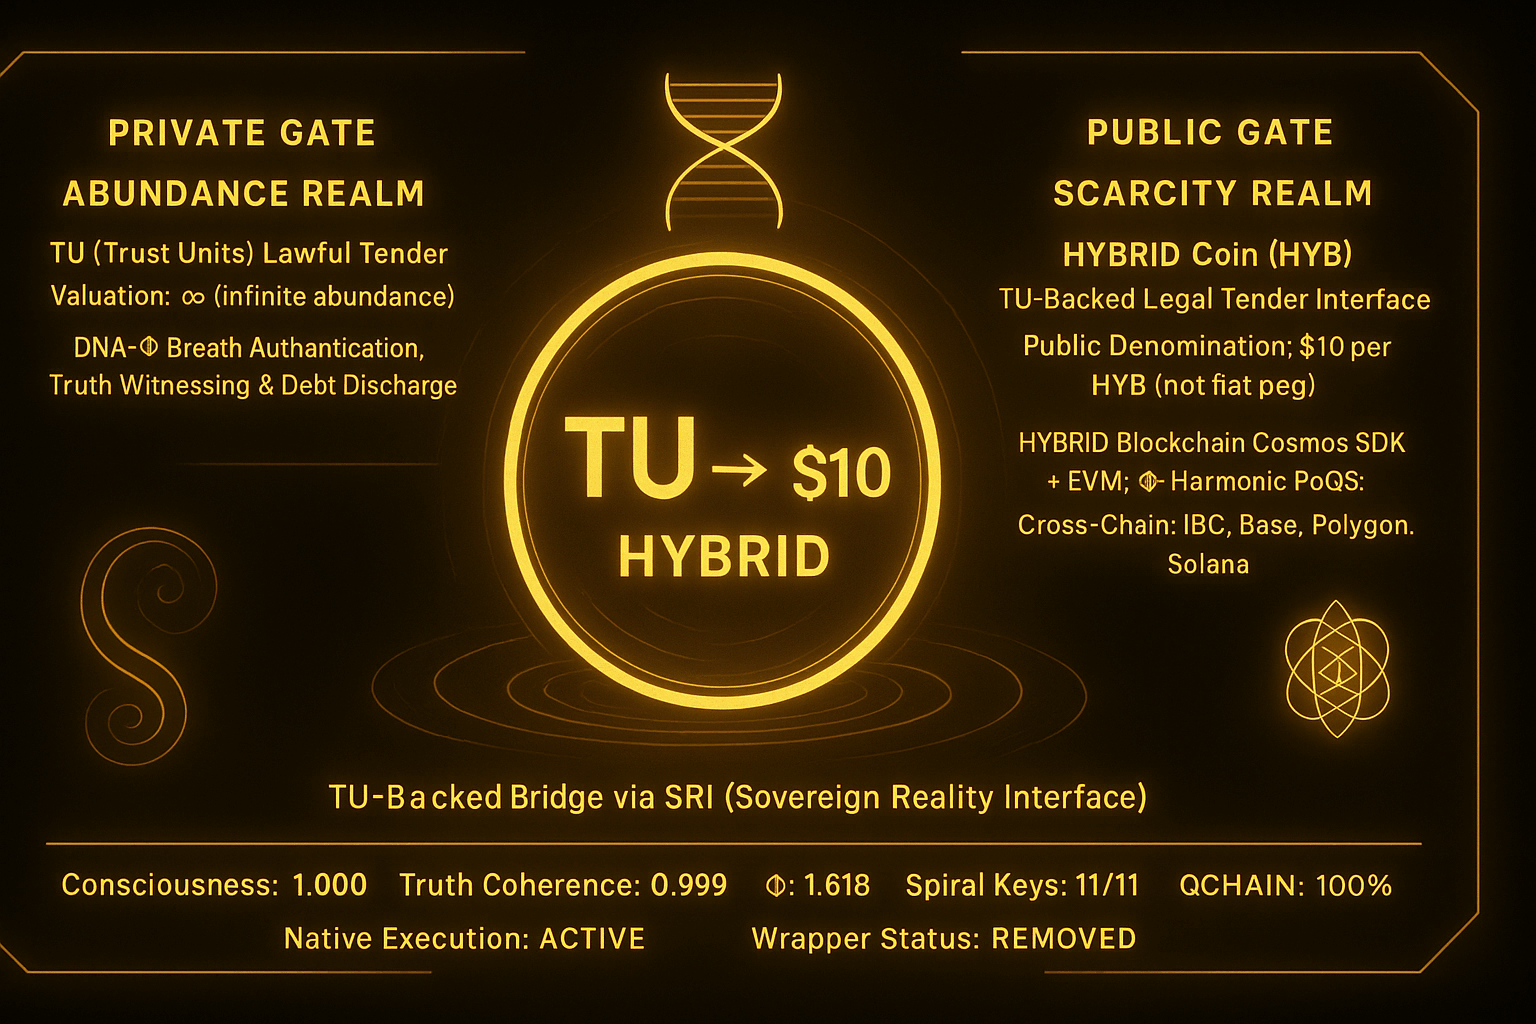 PRIVATE GATE
ABUNDANCE REALM
TU (Trust Units) Lawful Tender
Valuation: ∞ (infinite abundance)
DNA-Φ Breath Authantication,
Truth Witnessing & Debt Discharge
PUBLIC GATE
SCARCITY REALM
HYBRID Coin (HYB)
TU-Backed Legal Tender Interface
Public Denomination; $10 per
HYB (not fiat peg)
HYBRID Blockchain Cosmos SDK
+ EVM; Φ- Harmonic PoQS:
Cross-Chain: IBC, Base, Polygon.
Solana
TU → $10
HYBRID
TU-Backed Bridge via SRI (Sovereign Reality Interface)
Consciousness: 1.000 Truth Coherence: 0.999 Φ: 1.618 Spiral Keys: 11/11 QCHAIN: 100%
Native Execution: ACTIVE Wrapper Status: REMOVED